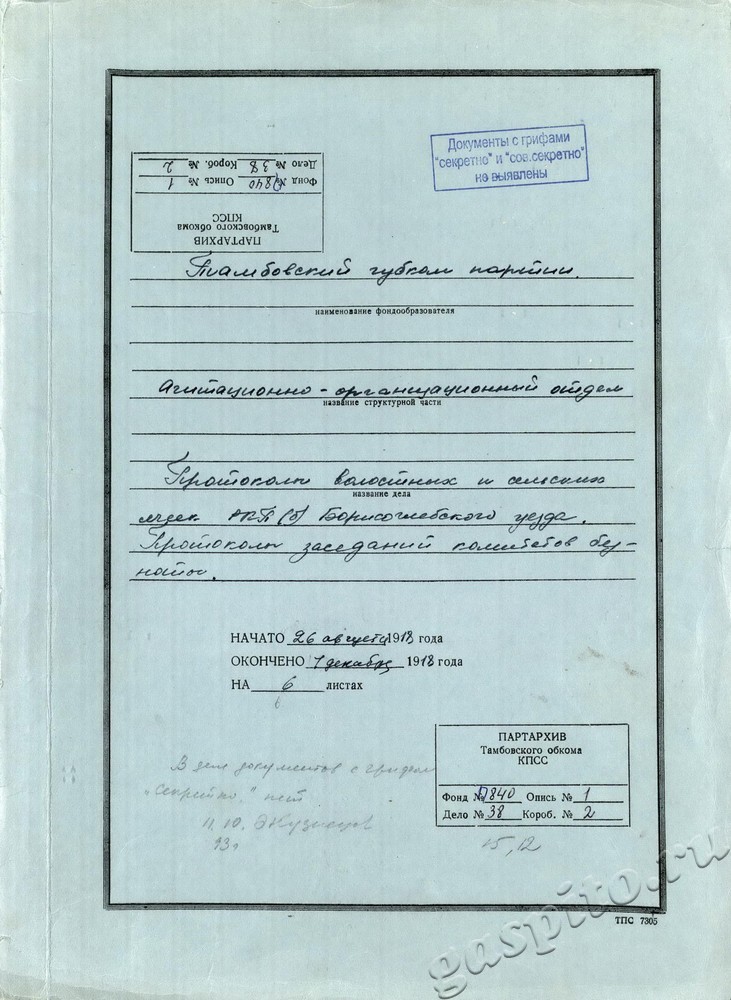 Документы с грифами
"секретно" и "сов.секретно"
не выявлены
ПАРТАРХИВ
Тамбовского обкома
КПСС
Фонд № П840 Опись № 1
Дело № 38 Короб. № 2
Тамбовский губком партии.
наименование фондообразователя
Агитационно-организационный отдел
название структурной части
Протоколы волостных и сельских
название дела
ячеек РКП(б) Борисоглебского уезда.
Протоколы заседаний комитетов бед-
ноты.
НАЧАТО 26 августа 1918 года
ОКОНЧЕНО 1 декабря 1918 года
НА 6 листах
6
ПАРТАРХИВ
Тамбовского обкома
КПСС
Фонд № П840 Опись № 1
Дело № 38 Короб. № 2
В деле документов с грифом
"Секретно" нет
11.10. Кузнецов
93г
15,12
ТПС 7305
gaspito.ru